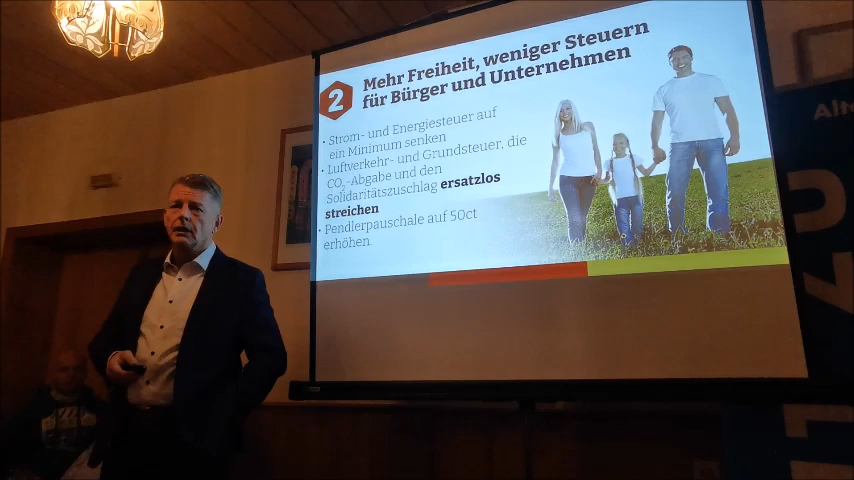 2
Mehr Freiheit, weniger Steuern
für Bürger und Unternehmen
• Strom- und Energiesteuer auf
ein Minimum senken
• Luftverkehr- und Grundsteuer, die
CO₂-Abgabe und den
Solidaritätszuschlag ersatzlos
streichen
• Pendlerpauschale auf 50ct
erhöhen.